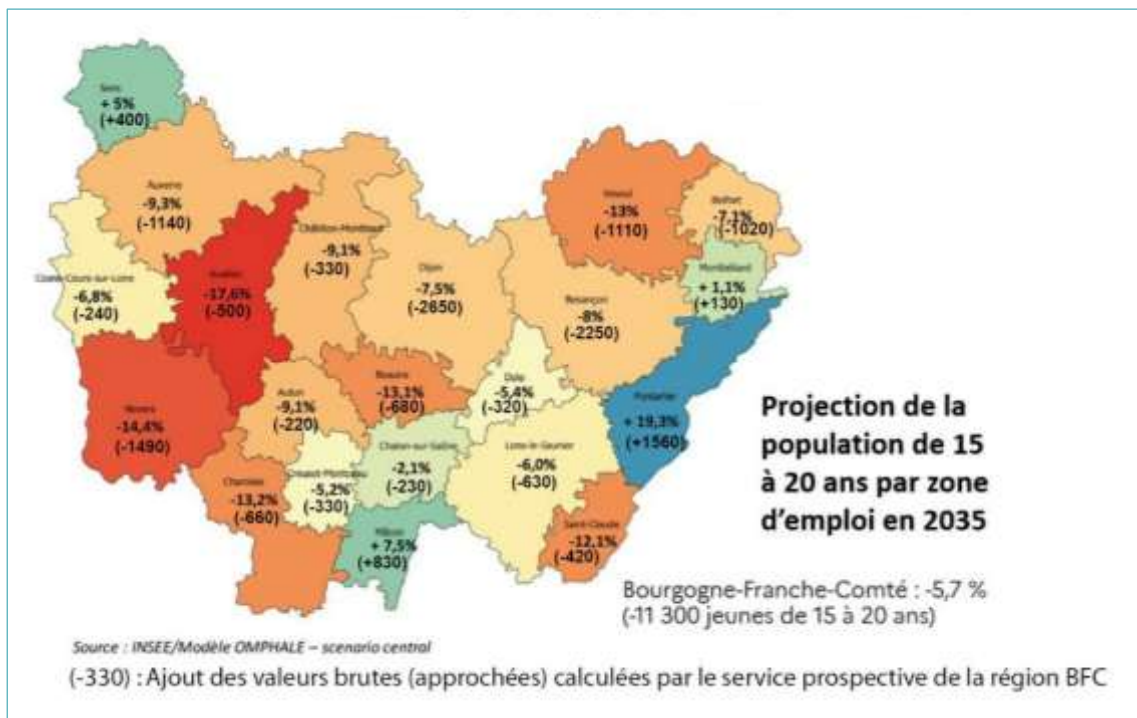 Sens
+ 5%
(+400)
Auxerre
-9,3%
(-1140)
Châtillon-Montbard
-9,1%
(-330)
Vesoul
-13%
(-1110)
Belfort
-7,1%
(-1020)
Montbéliard
+ 1,1%
(+130)
Cosne-Cours-sur-Loire
-6,8%
(-240)
Avallon
-17,6%
(-500)
Dijon
-7,5%
(-2650)
Besançon
-8%
(-2250)
Nevers
-14,4%
(-1490)
Autun
-9,1%
(-220)
Beaune
-13,1%
(-680)
Dole
-5,4%
(-320)
Pontarlier
+ 19,3%
(+1560)
Charolais
-13,2%
(-660)
Creusot-Montceau
-5,2%
(-330)
Chalon-sur-Saône
-2,1%
(-230)
Lons-le-Saunier
-6,0%
(-630)
Mâcon
+ 7,5%
(+830)
Saint-Claude
-12,1%
(-420)
Projection de la
population de 15
à 20 ans par zone
d'emploi en 2035
Bourgogne-Franche-Comté : -5,7 %
(-11 300 jeunes de 15 à 20 ans)
Source : INSEE/Modèle OMPHALE – scenario central
(-330) : Ajout des valeurs brutes (approchées) calculées par le service prospective de la région BFC